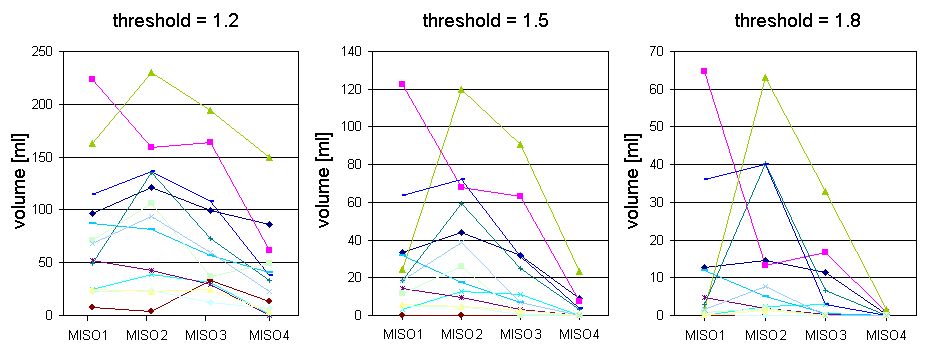 threshold = 1.2
threshold = 1.5
threshold = 1.8
volume [ml]
250
200
150
100
50
0
MISO1 MISO2 MISO3 MISO4
volume [ml]
140
120
100
80
60
40
20
0
MISO1 MISO2 MISO3 MISO4
volume [ml]
70
60
50
40
30
20
10
0
MISO1 MISO2 MISO3 MISO4